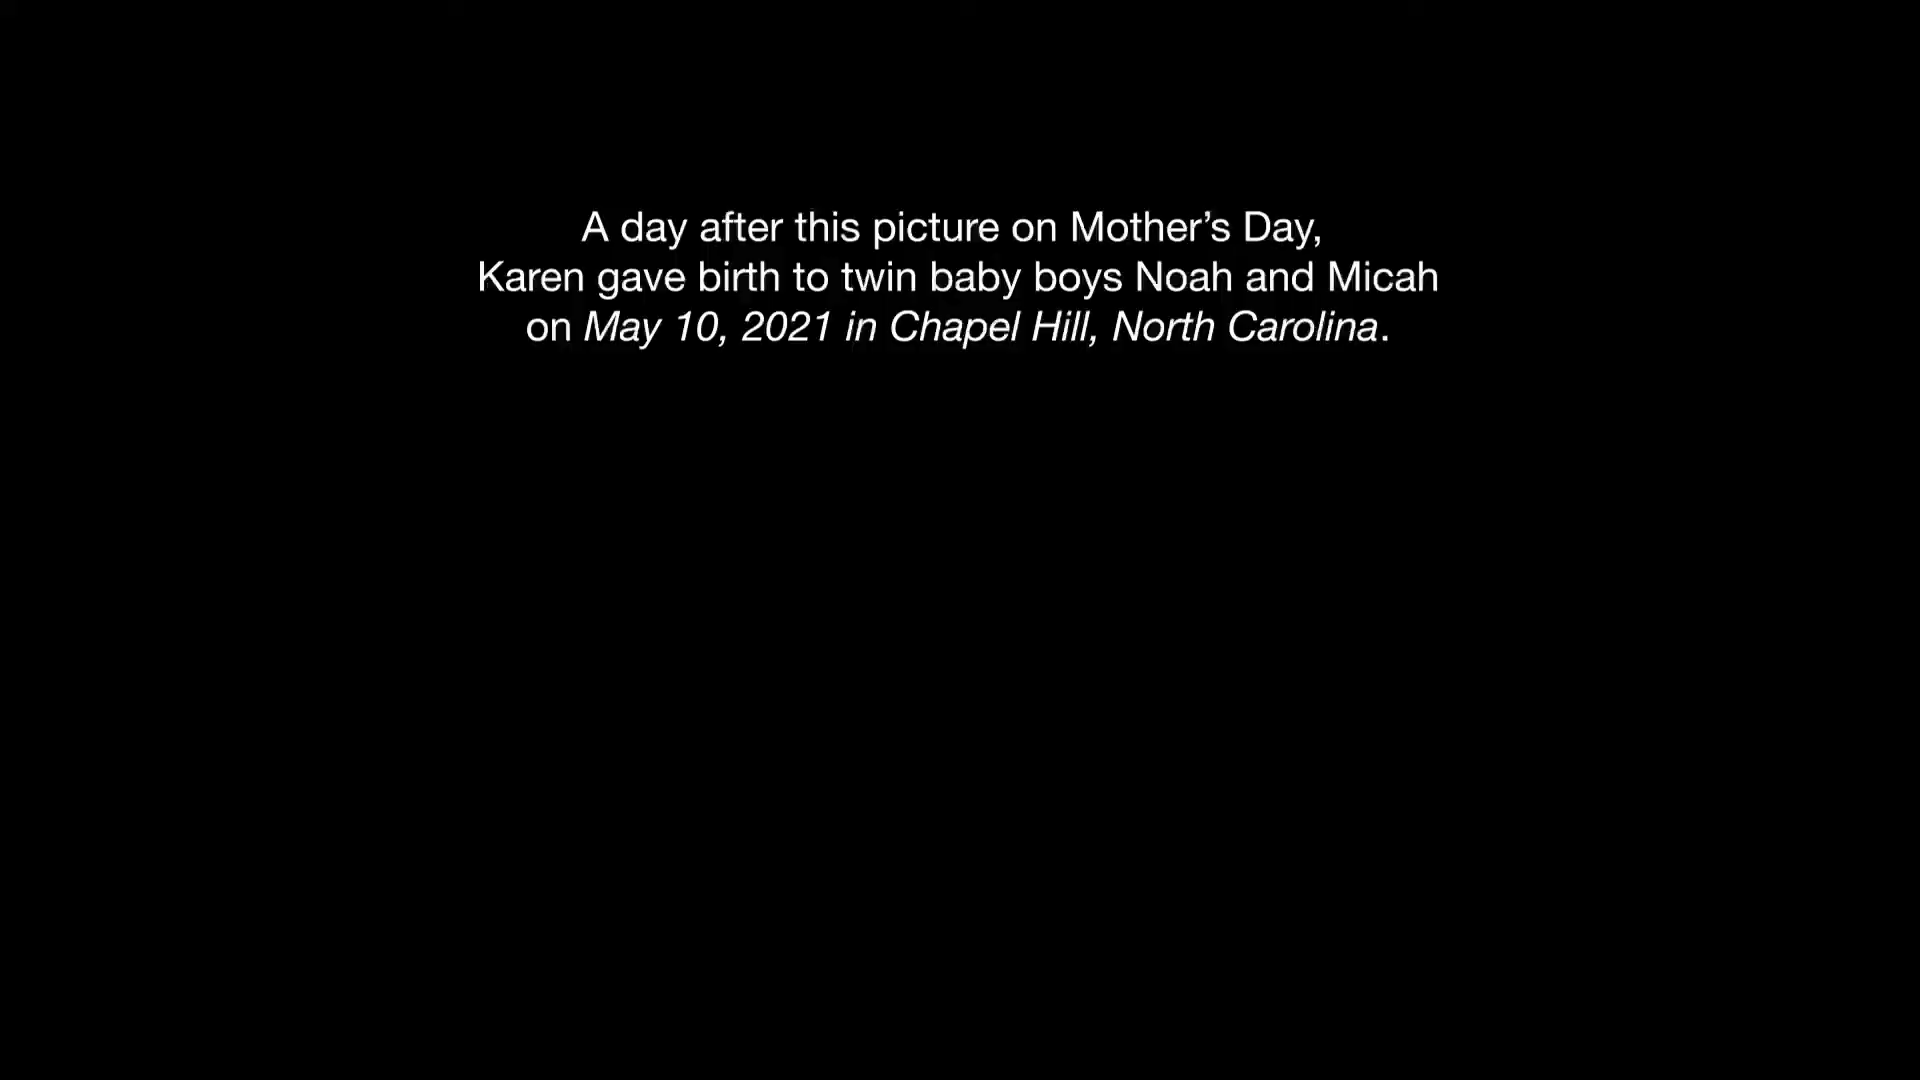 A day after this picture on Mother’s Day,
Karen gave birth to twin baby boys Noah and Micah
on May 10, 2021 in Chapel Hill, North Carolina.